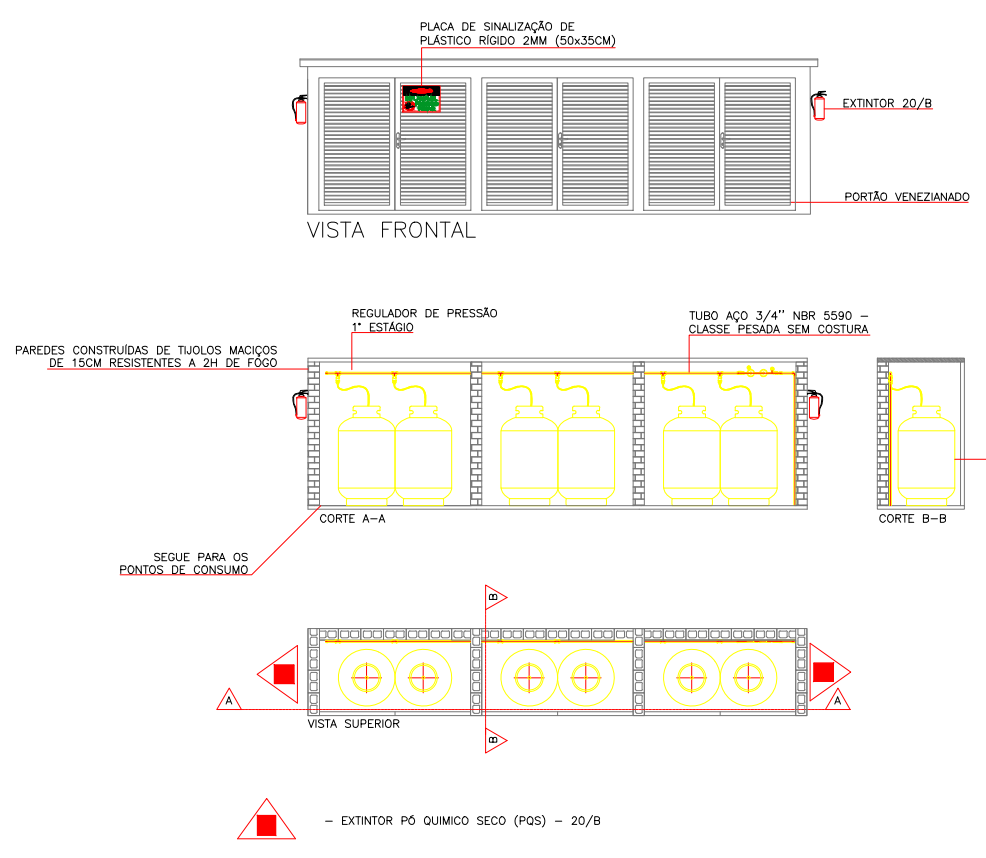 PLACA DE SINALIZAÇÃO DE
PLÁSTICO RÍGIDO 2MM (50x35CM)
EXTINTOR 20/B
PORTÃO VENEZIANADO
VISTA FRONTAL
REGULADOR DE PRESSÃO
1° ESTÁGIO
TUBO AÇO 3/4" NBR 5590 –
CLASSE PESADA SEM COSTURA
PAREDES CONSTRUÍDAS DE TIJOLOS MACIÇOS
DE 15CM RESISTENTES A 2H DE FOGO
CORTE A–A
CORTE B–B
SEGUE PARA OS
PONTOS DE CONSUMO
B
A
A
VISTA SUPERIOR
B
– EXTINTOR PÓ QUIMICO SECO (PQS) – 20/B